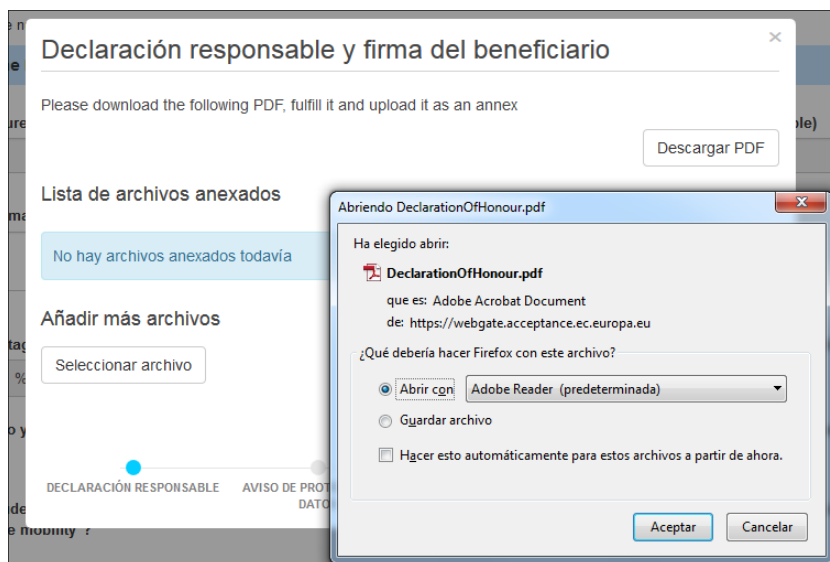 Declaración responsable y firma del beneficiario
×
Please download the following PDF, fulfill it and upload it as an annex
Descargar PDF
Lista de archivos anexados
No hay archivos anexados todavía
Añadir más archivos
Seleccionar archivo
DECLARACIÓN RESPONSABLE
AVISO DE PROT
DATO
Abriendo DeclarationOfHonour.pdf
Ha elegido abrir:
DeclarationOfHonour.pdf
que es: Adobe Acrobat Document
de: https://webgate.acceptance.ec.europa.eu
¿Qué debería hacer Firefox con este archivo?
Abrir con
Adobe Reader (predeterminada)
Guardar archivo
Hacer esto automáticamente para estos archivos a partir de ahora.
Aceptar
Cancelar